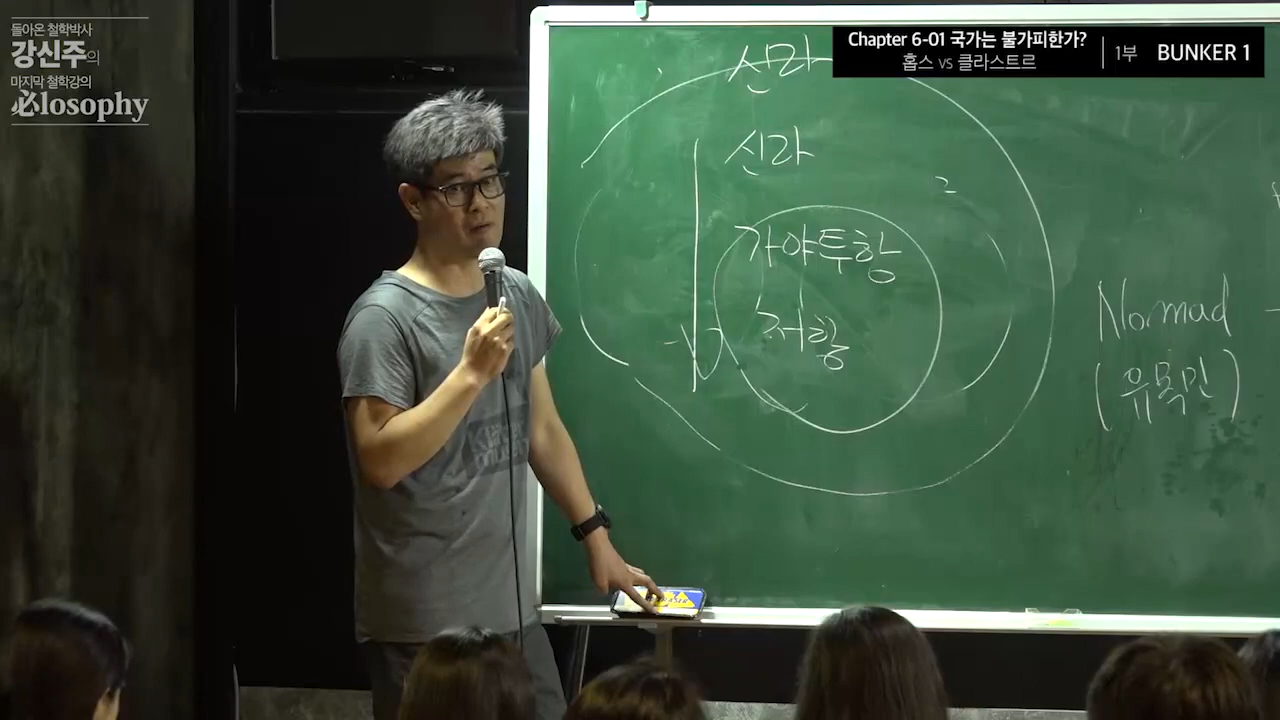 돌아온 철학박사
강신주의
마지막 철학강의
必losophy
Chapter 6-01 국가는 불가피한가?
홉스 vs 클라스트르
1부
BUNKER 1
신라
신라
가야투항
저항
2
Nomad
(유목민)